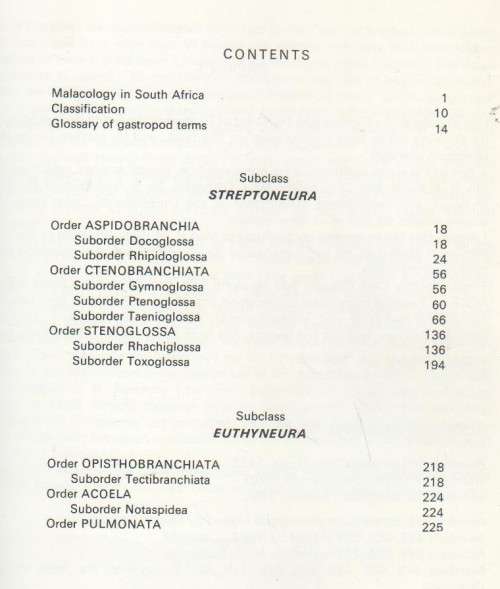 CONTENTS
Malacology in South Africa 1
Classification 10
Glossary of gastropod terms 14
Subclass
STREPTONEURA
Order ASPIDOBRANCHIA 18
Suborder Docoglossa 18
Suborder Rhipidoglossa 24
Order CTENOBRANCHIATA 56
Suborder Gymnoglossa 56
Suborder Ptenoglossa 60
Suborder Taenioglossa 66
Order STENOGLOSSA 136
Suborder Rhachiglossa 136
Suborder Toxoglossa 194
Subclass
EUTHYNEURA
Order OPISTHOBRANCHIATA 218
Suborder Tectibranchiata 218
Order ACOELA 224
Suborder Notaspidea 224
Order PULMONATA 225